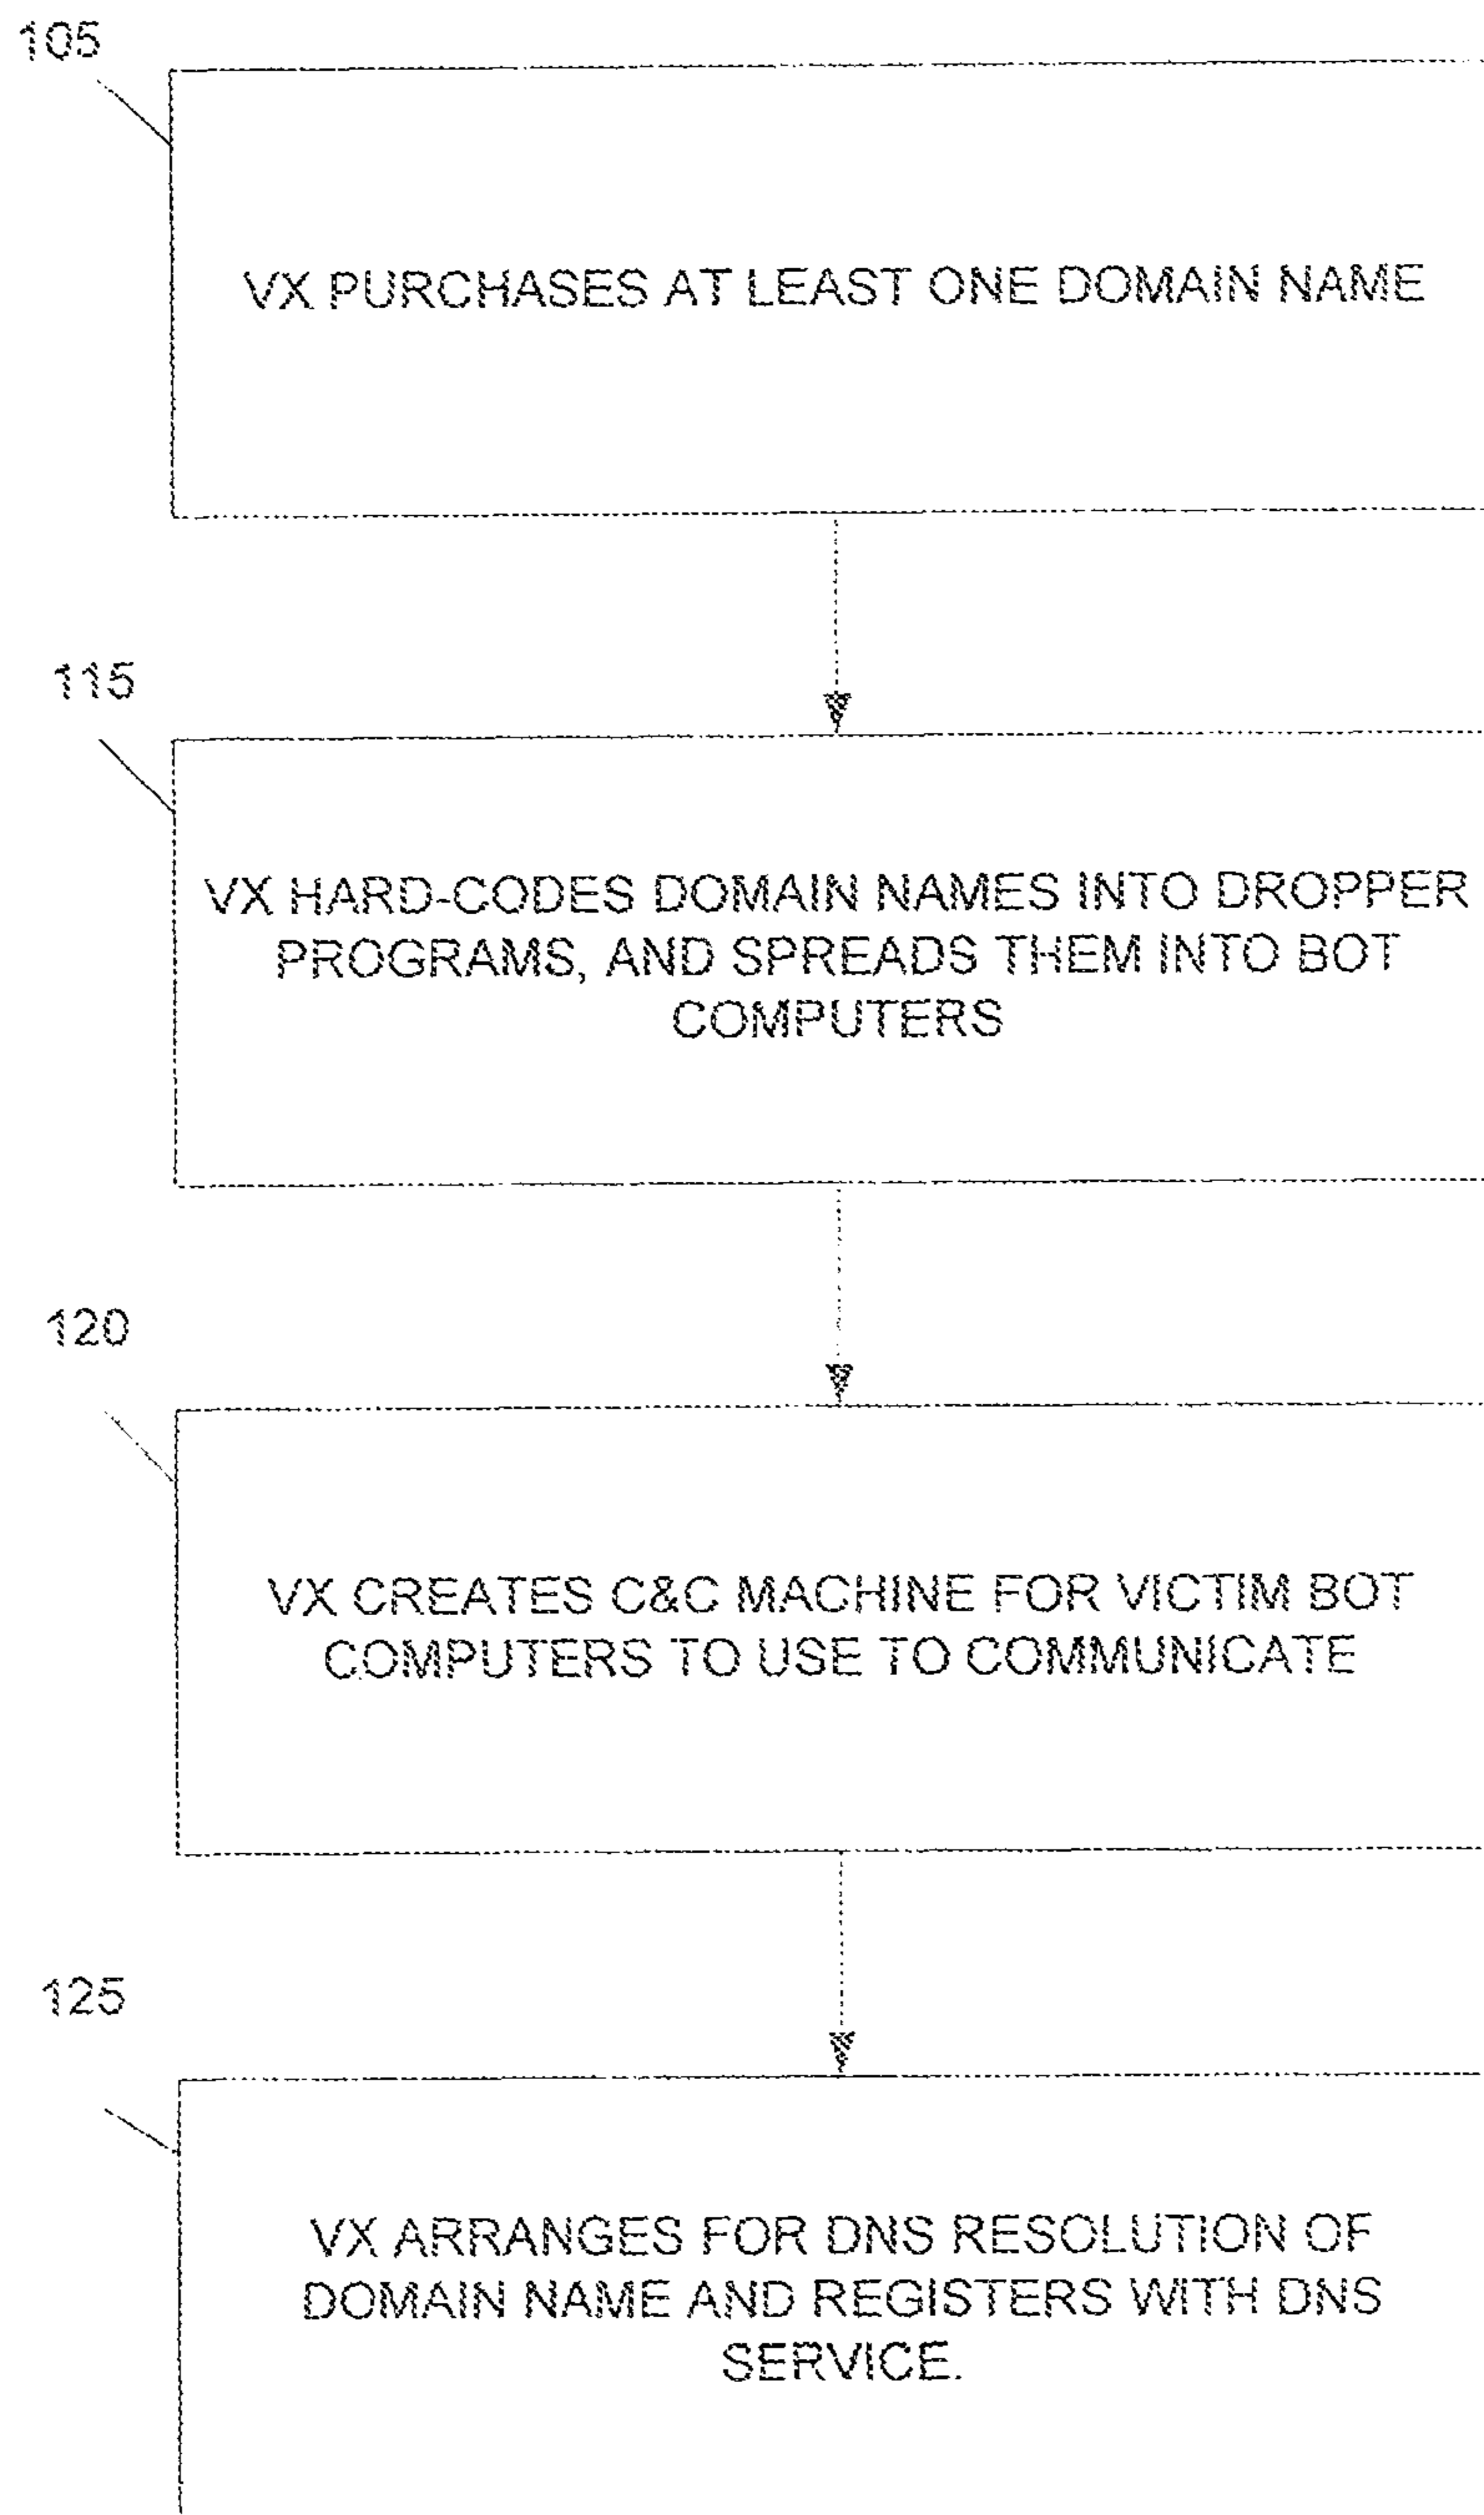 105
VX PURCHASES AT LEAST ONE DOMAIN NAME
115
VX HARD-CODES DOMAIN NAMES INTO DROPPER
PROGRAMS, AND SPREADS THEM INTO BOT
COMPUTERS
120
VX CREATES C&C MACHINE FOR VICTIM BOT
COMPUTERS TO USE TO COMMUNICATE
125
VX ARRANGES FOR DNS RESOLUTION OF
DOMAIN NAME AND REGISTERS WITH DNS
SERVICE.